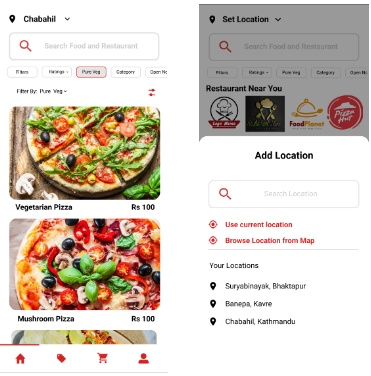 Chabahil
Search Food and Restaurant
Filters
Ratings
Pure Veg
Category
Open No
Filter By: Pure Veg
Vegetarian Pizza
Rs 100
Mushroom Pizza
Rs 100
Set Location
Search Food and Restaurant
Filters
Ratings
Pure Veg
Category
Open No
Restaurant Near You
Logo Name
FoodPlanet
Pizza Hut
Add Location
Search Location
Use current location
Browse Location from Map
Your Locations
Suryabinayak, Bhaktapur
Banepa, Kavre
Chabahil, Kathmandu